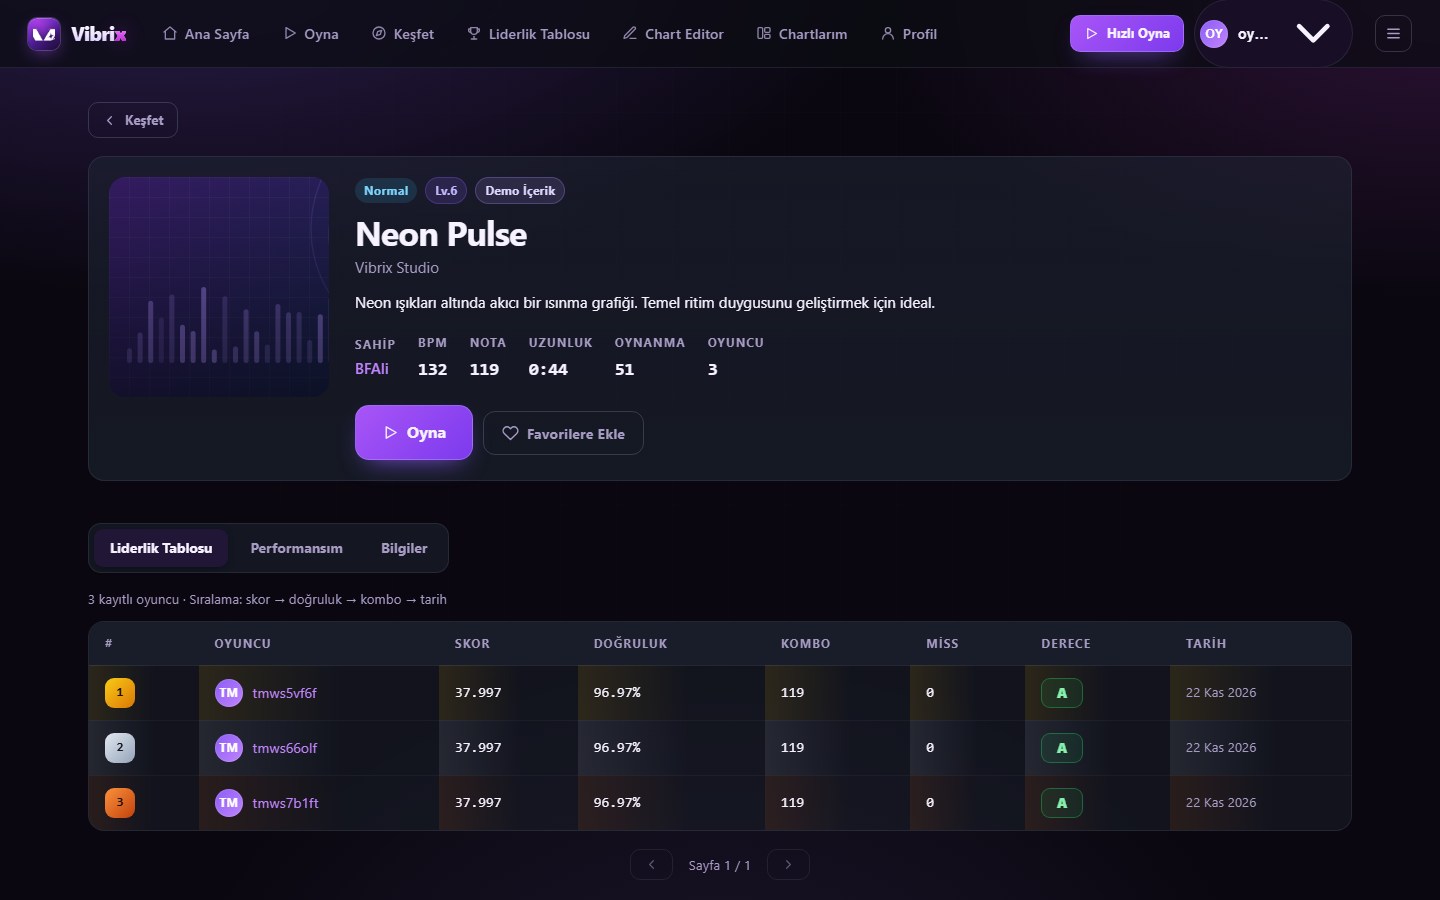 Vibrix Ana Sayfa Oyna Keşfet Liderlik Tablosu Chart Editor Chartlarım Profil Hızlı Oyna OY oy...
Keşfet
Normal Lv.6 Demo İçerik
Neon Pulse
Vibrix Studio
Neon ışıkları altında akıcı bir ısınma grafiği. Temel ritim duygusunu geliştirmek için ideal.
SAHİP BPM NOTA UZUNLUK OYNANMA OYUNCU
BFAli 132 119 0:44 51 3
Oyna Favorilere Ekle
Liderlik Tablosu Performansım Bilgiler
3 kayıtlı oyuncu · Sıralama: skor → doğruluk → kombo → tarih
# OYUNCU SKOR DOĞRULUK KOMBO MİSS DERECE TARİH
1 TM tmws5vf6f 37.997 96.97% 119 0 A 22 Kas 2026
2 TM tmws66olf 37.997 96.97% 119 0 A 22 Kas 2026
3 TM tmws7b1ft 37.997 96.97% 119 0 A 22 Kas 2026
Sayfa 1 / 1